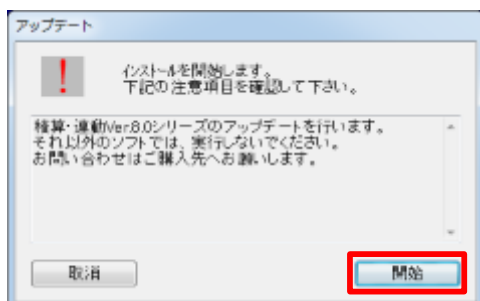 アップデート
インストールを開始します。
下記の注意項目を確認して下さい。
積算・連動Ver.8.0シリーズのアップデートを行います。
それ以外のソフトでは、実行しないでください。
お問い合わせはご購入先へお願いします。
取消
開始